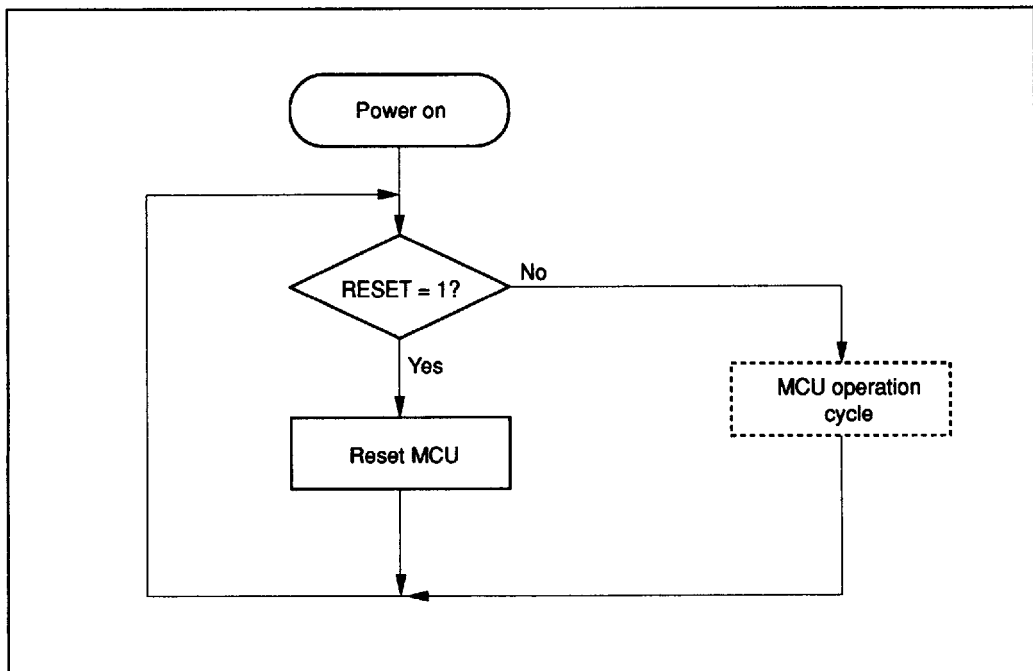 Power on
RESET = 1?
No
Yes
MCU operation
cycle
Reset MCU